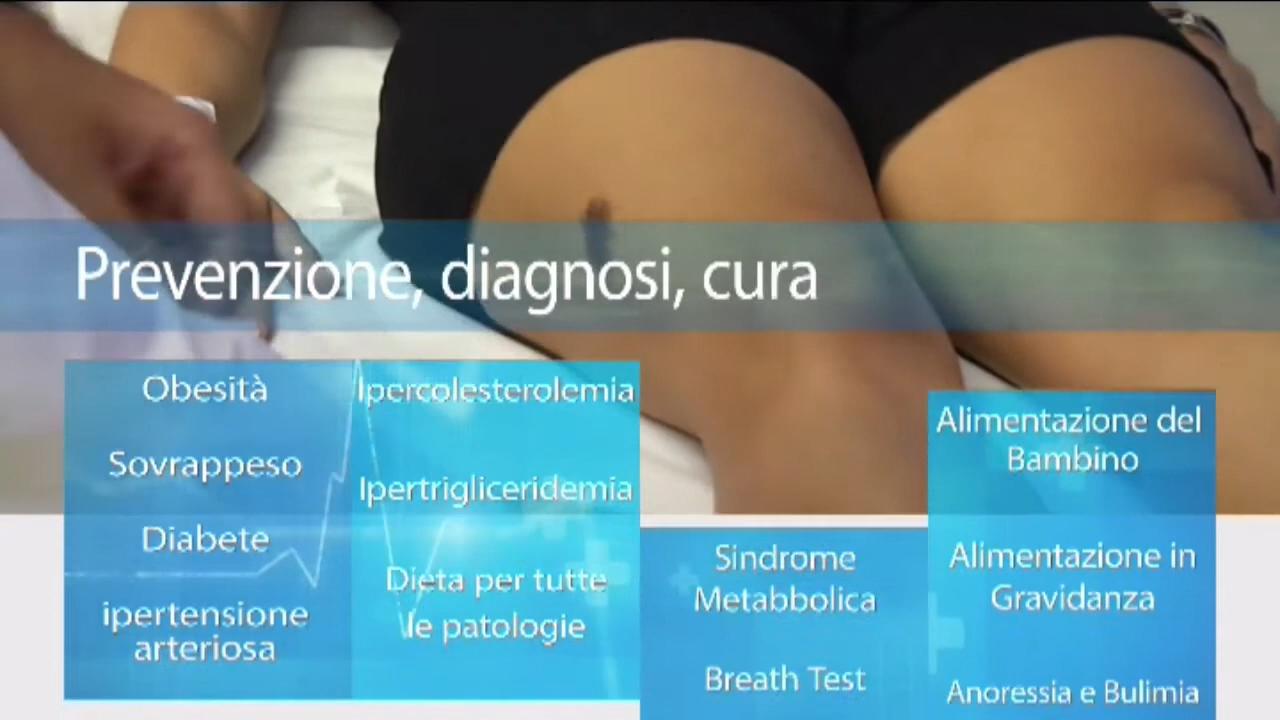 Prevenzione, diagnosi, cura
Obesità
Sovrappeso
Diabete
ipertensione
arteriosa
Ipercolesterolemia
Ipertrigliceridemia
Dieta per tutte
le patologie
Sindrome
Metabbolica
Breath Test
Alimentazione del
Bambino
Alimentazione in
Gravidanza
Anoressia e Bulimia